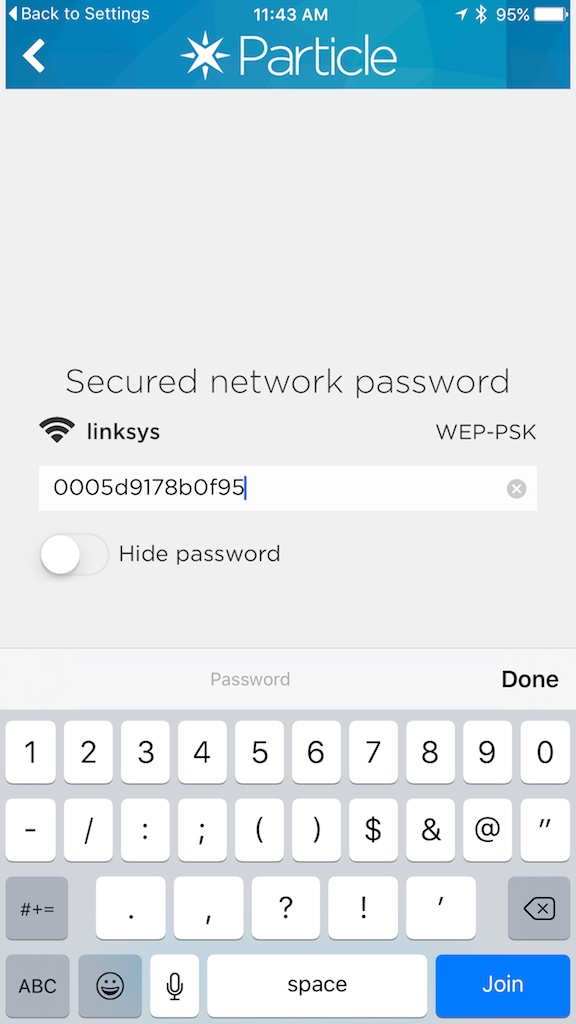 Back to Settings 11:43 AM 95%
Particle
Secured network password
linksys WEP-PSK
0005d9178b0f95
Hide password
Password Done
1 2 3 4 5 6 7 8 9 0
- / : ; ( ) $ & @ "
#+= . , ? ! '
ABC space Join